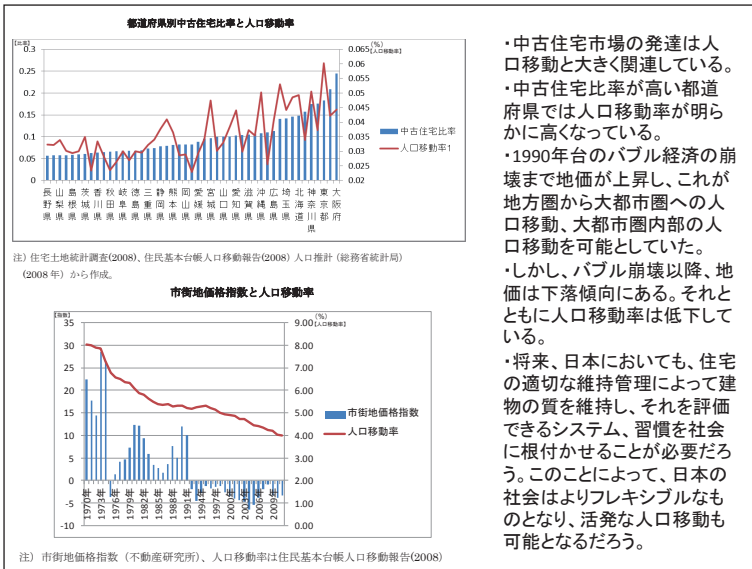 都道府県別中古住宅比率と人口移動率
【比率】
(%)
【人口移動率】
0.3
0.25
0.2
0.15
0.1
0.05
0
0.065
0.06
0.055
0.05
0.045
0.04
0.035
0.03
0.025
0.02
中古住宅比率
人口移動率1
長野県
山梨県
島根県
茨城県
香川県
秋田県
岐阜県
徳島県
三重県
静岡県
熊本県
岡山県
愛媛県
宮城県
山口県
愛知県
滋賀県
沖縄県
広島県
埼玉県
北海道
神奈川県
東京都
大阪府
注）住宅土地統計調査(2008)、住民基本台帳人口移動報告(2008) 人口推計（総務省統計局）
(2008 年）から作成。
市街地価格指数と人口移動率
【指数】
(%)
【人口移動率】
35
30
25
20
15
10
5
0
-5
-10
9.00
8.00
7.00
6.00
5.00
4.00
3.00
2.00
1.00
0.00
市街地価格指数
人口移動率
1970年
1973年
1976年
1979年
1982年
1985年
1988年
1991年
1994年
1997年
2000年
2003年
2006年
2009年
注）市街地価格指数（不動産研究所）、人口移動率は住民基本台帳人口移動報告(2008)
・中古住宅市場の発達は人
口移動と大きく関連している。
・中古住宅比率が高い都道
府県では人口移動率が明ら
かに高くなっている。
・1990年台のバブル経済の崩
壊まで地価が上昇し、これが
地方圏から大都市圏への人
口移動、大都市圏内部の人
口移動を可能としていた。
・しかし、バブル崩壊以降、地
価は下落傾向にある。それと
ともに人口移動率は低下して
いる。
・将来、日本においても、住宅
の適切な維持管理によって建
物の質を維持し、それを評価
できるシステム、習慣を社会
に根付かせることが必要だろ
う。このことによって、日本の
社会はよりフレキシブルなも
のとなり、活発な人口移動も
可能となるだろう。